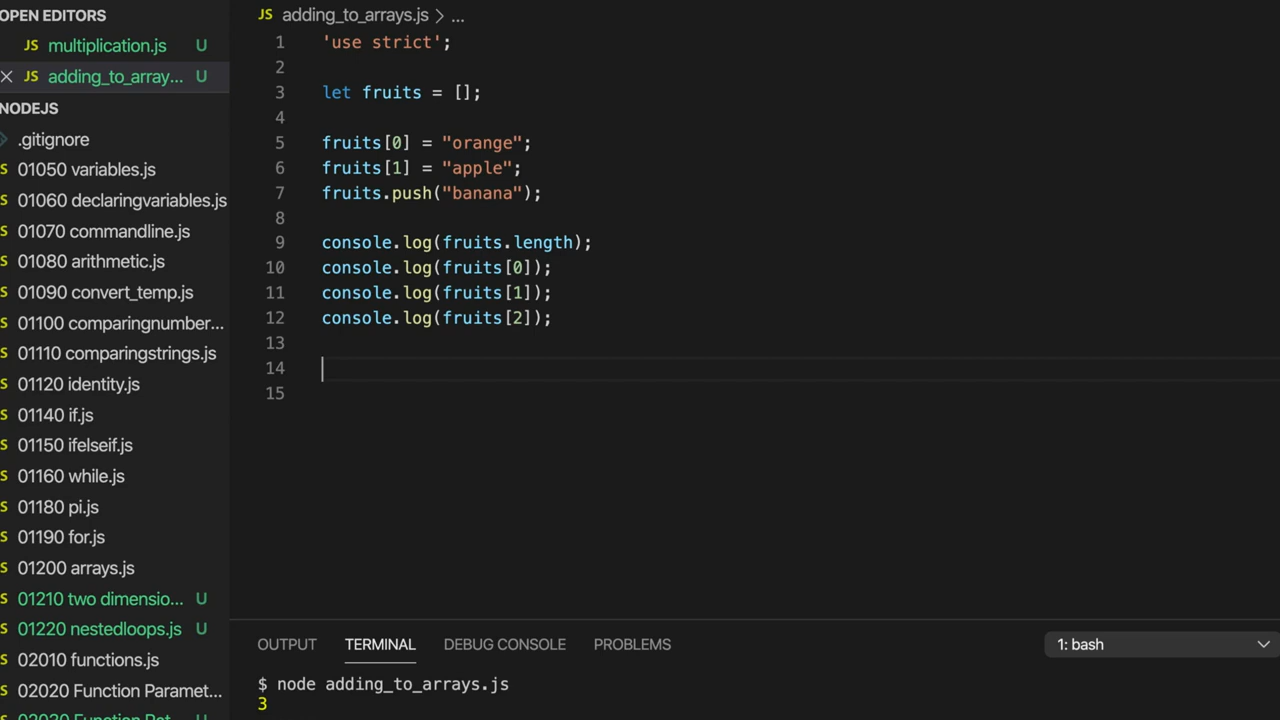 OPEN EDITORS
JS multiplication.js U
JS adding_to_array... U
NODEJS
.gitignore
S 01050 variables.js
S 01060 declaringvariables.js
S 01070 commandline.js
S 01080 arithmetic.js
S 01090 convert_temp.js
S 01100 comparingnumber...
S 01110 comparingstrings.js
S 01120 identity.js
S 01140 if.js
S 01150 ifelseif.js
S 01160 while.js
S 01180 pi.js
S 01190 for.js
S 01200 arrays.js
S 01210 two dimensio... U
S 01220 nestedloops.js U
S 02010 functions.js
S 02020 Function Paramet...
JS adding_to_arrays.js > ...
1 'use strict';
2
3 let fruits = [];
4
5 fruits[0] = "orange";
6 fruits[1] = "apple";
7 fruits.push("banana");
8
9 console.log(fruits.length);
10 console.log(fruits[0]);
11 console.log(fruits[1]);
12 console.log(fruits[2]);
13
14
15
OUTPUT TERMINAL DEBUG CONSOLE PROBLEMS 1: bash
$ node adding_to_arrays.js
3